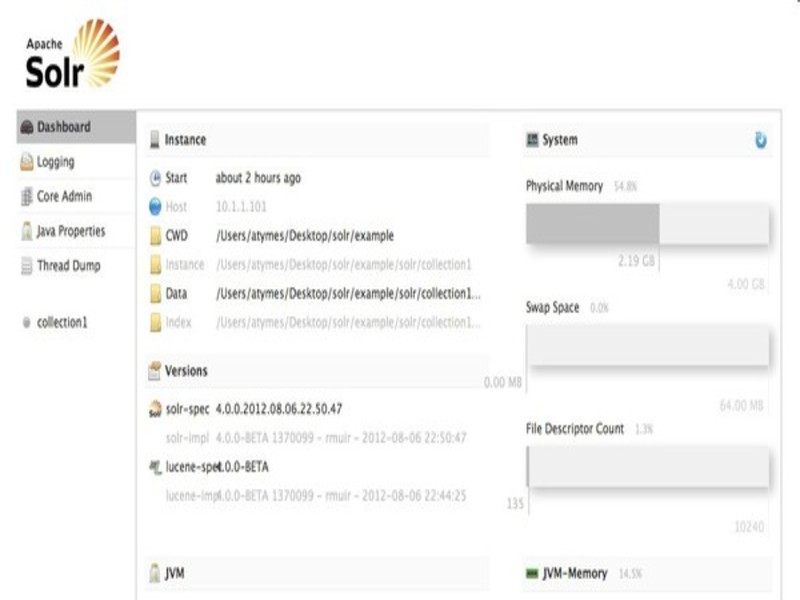 Apache
Solr
Dashboard
Logging
Core Admin
Java Properties
Thread Dump
collection1
Instance
Start about 2 hours ago
Host 10.1.1.101
CWD /Users/atymes/Desktop/solr/example
Instance /Users/atymes/Desktop/solr/example/solr/collection1
Data /Users/atymes/Desktop/solr/example/solr/collection1...
Index /Users/atymes/Desktop/solr/example/solr/collection1...
Versions
solr-spec 4.0.0.2012.08.06.22.50.47
solr-impl 4.0.0-BETA 1370099 - rmuir - 2012-08-06 22:50:47
lucene-spec 4.0.0-BETA
lucene-impl 4.0.0-BETA 1370099 - rmuir - 2012-08-06 22:44:25
JVM
System
Physical Memory 54.8%
2.19 GB
4.00 GB
Swap Space 0.0%
0.00 MB
64.00 MB
File Descriptor Count 1.3%
135
10240
JVM-Memory 14.5%